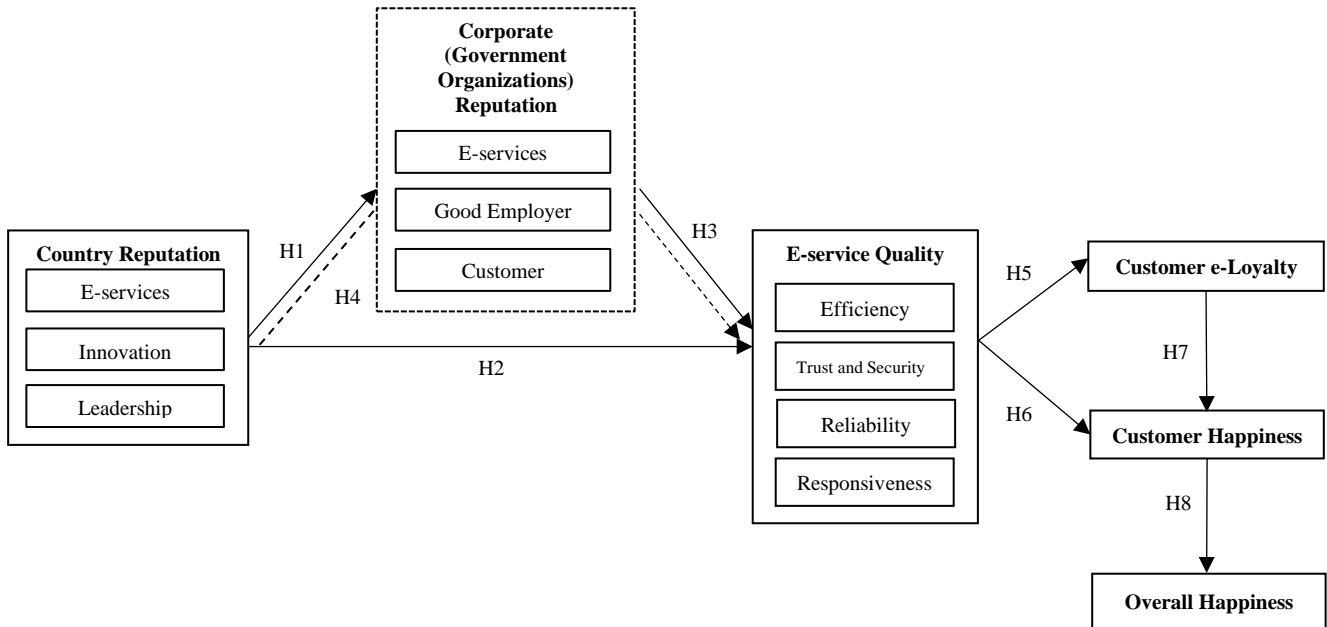 Corporate
(Government
Organizations)
Reputation
E-services
Good Employer
Customer
H1
H4
H3
Country Reputation
E-services
Innovation
Leadership
H2
E-service Quality
Efficiency
Trust and Security
Reliability
Responsiveness
H5
H6
Customer e-Loyalty
H7
Customer Happiness
H8
Overall Happiness